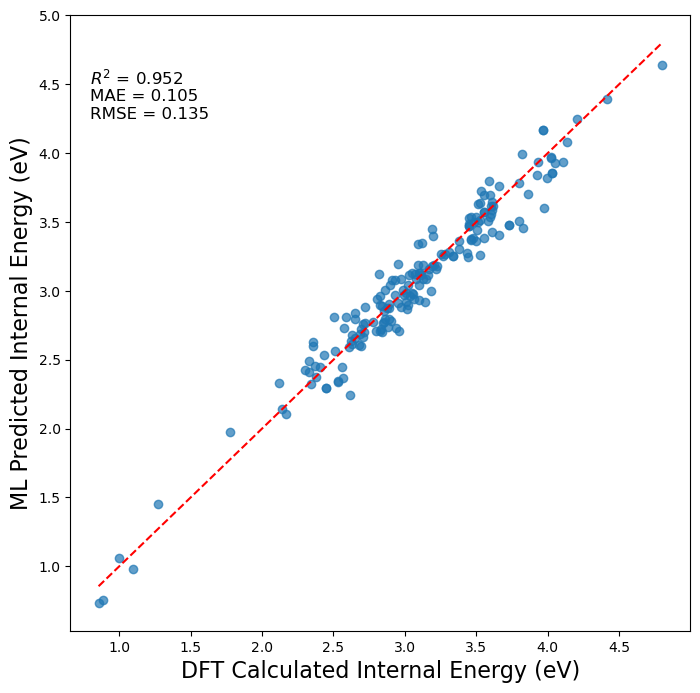 5.0
4.5
4.0
3.5
3.0
2.5
2.0
1.5
1.0
R² = 0.952
MAE = 0.105
RMSE = 0.135
ML Predicted Internal Energy (eV)
1.0 1.5 2.0 2.5 3.0 3.5 4.0 4.5
DFT Calculated Internal Energy (eV)